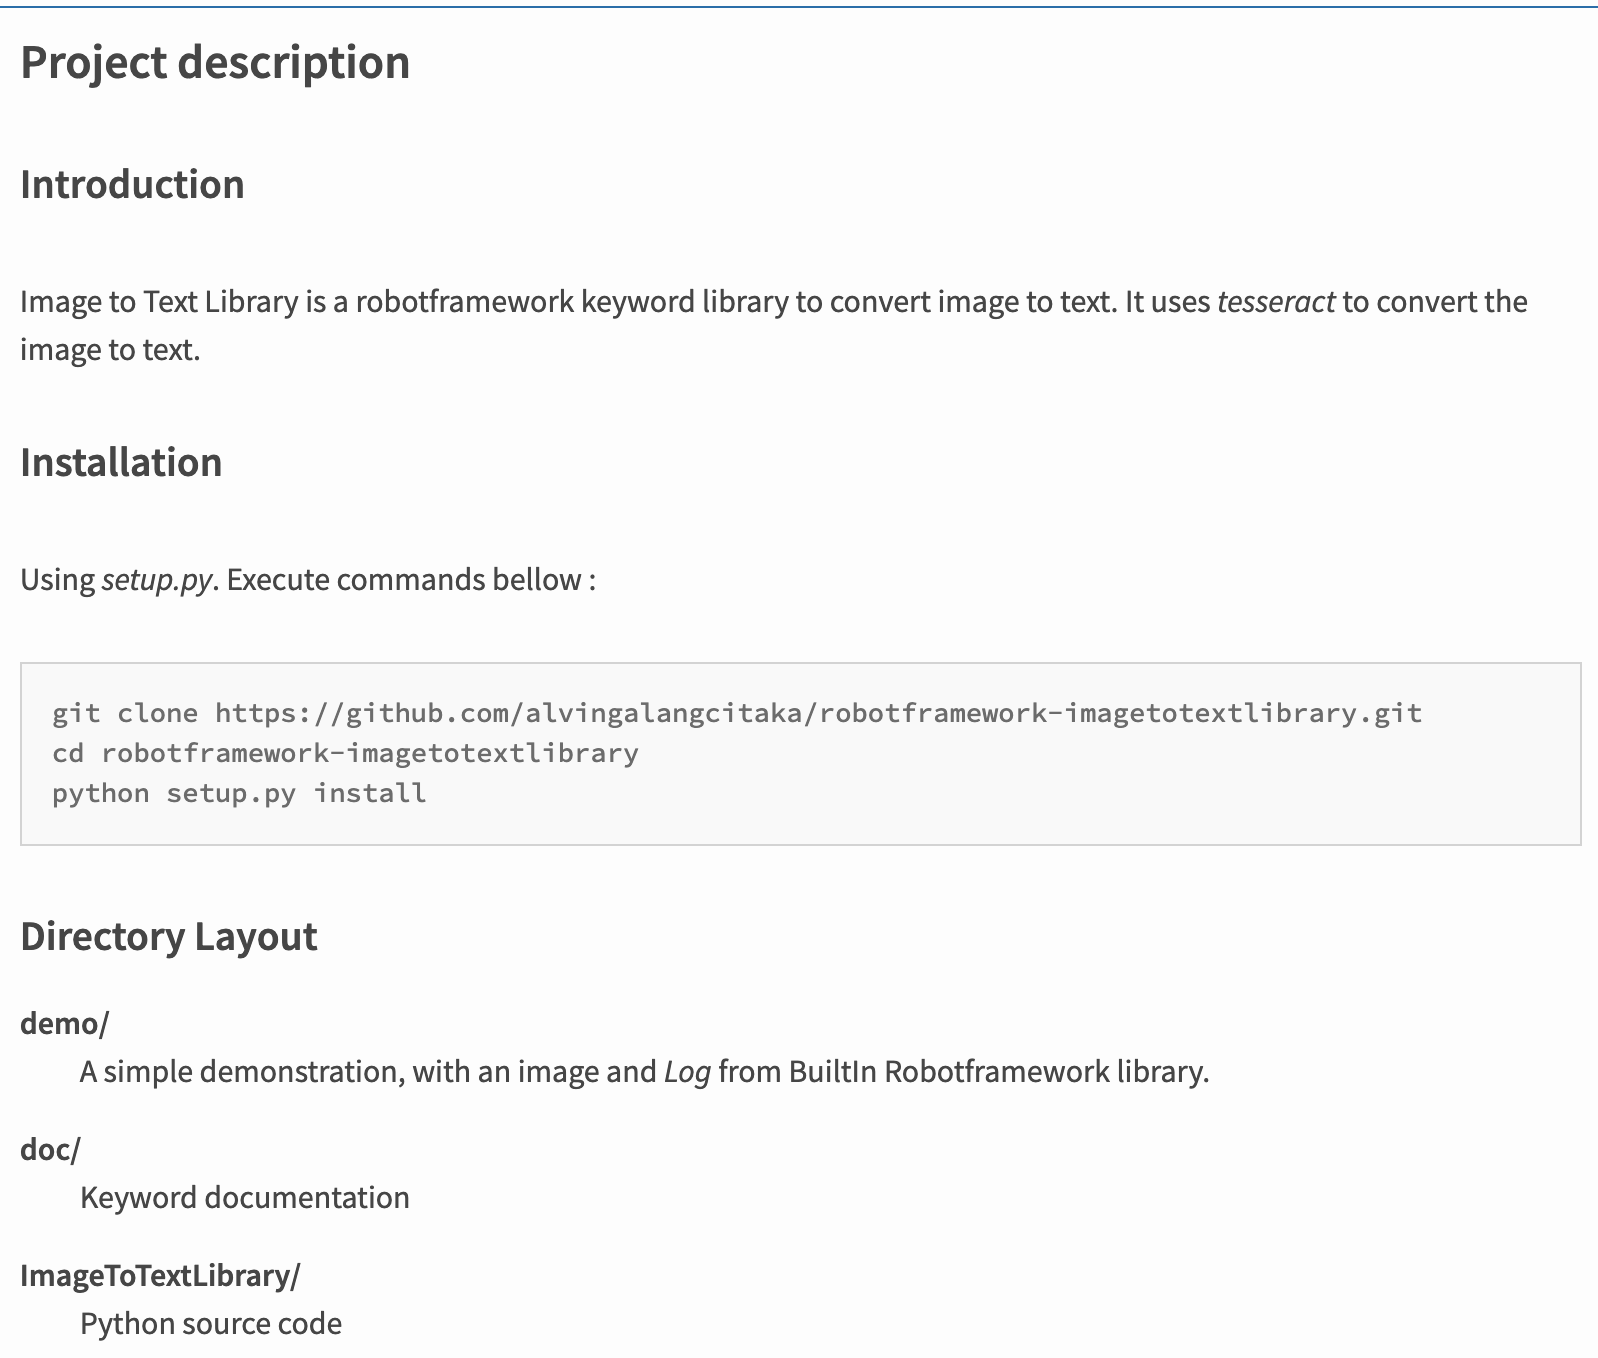 Project description
Introduction
Image to Text Library is a robotframework keyword library to convert image to text. It uses tesseract to convert the
image to text.
Installation
Using setup.py. Execute commands bellow :
git clone https://github.com/alvingalangcitaka/robotframework-imagetotextlibrary.git
cd robotframework-imagetotextlibrary
python setup.py install
Directory Layout
demo/
A simple demonstration, with an image and Log from BuiltIn Robotframework library.
doc/
Keyword documentation
ImageToTextLibrary/
Python source code